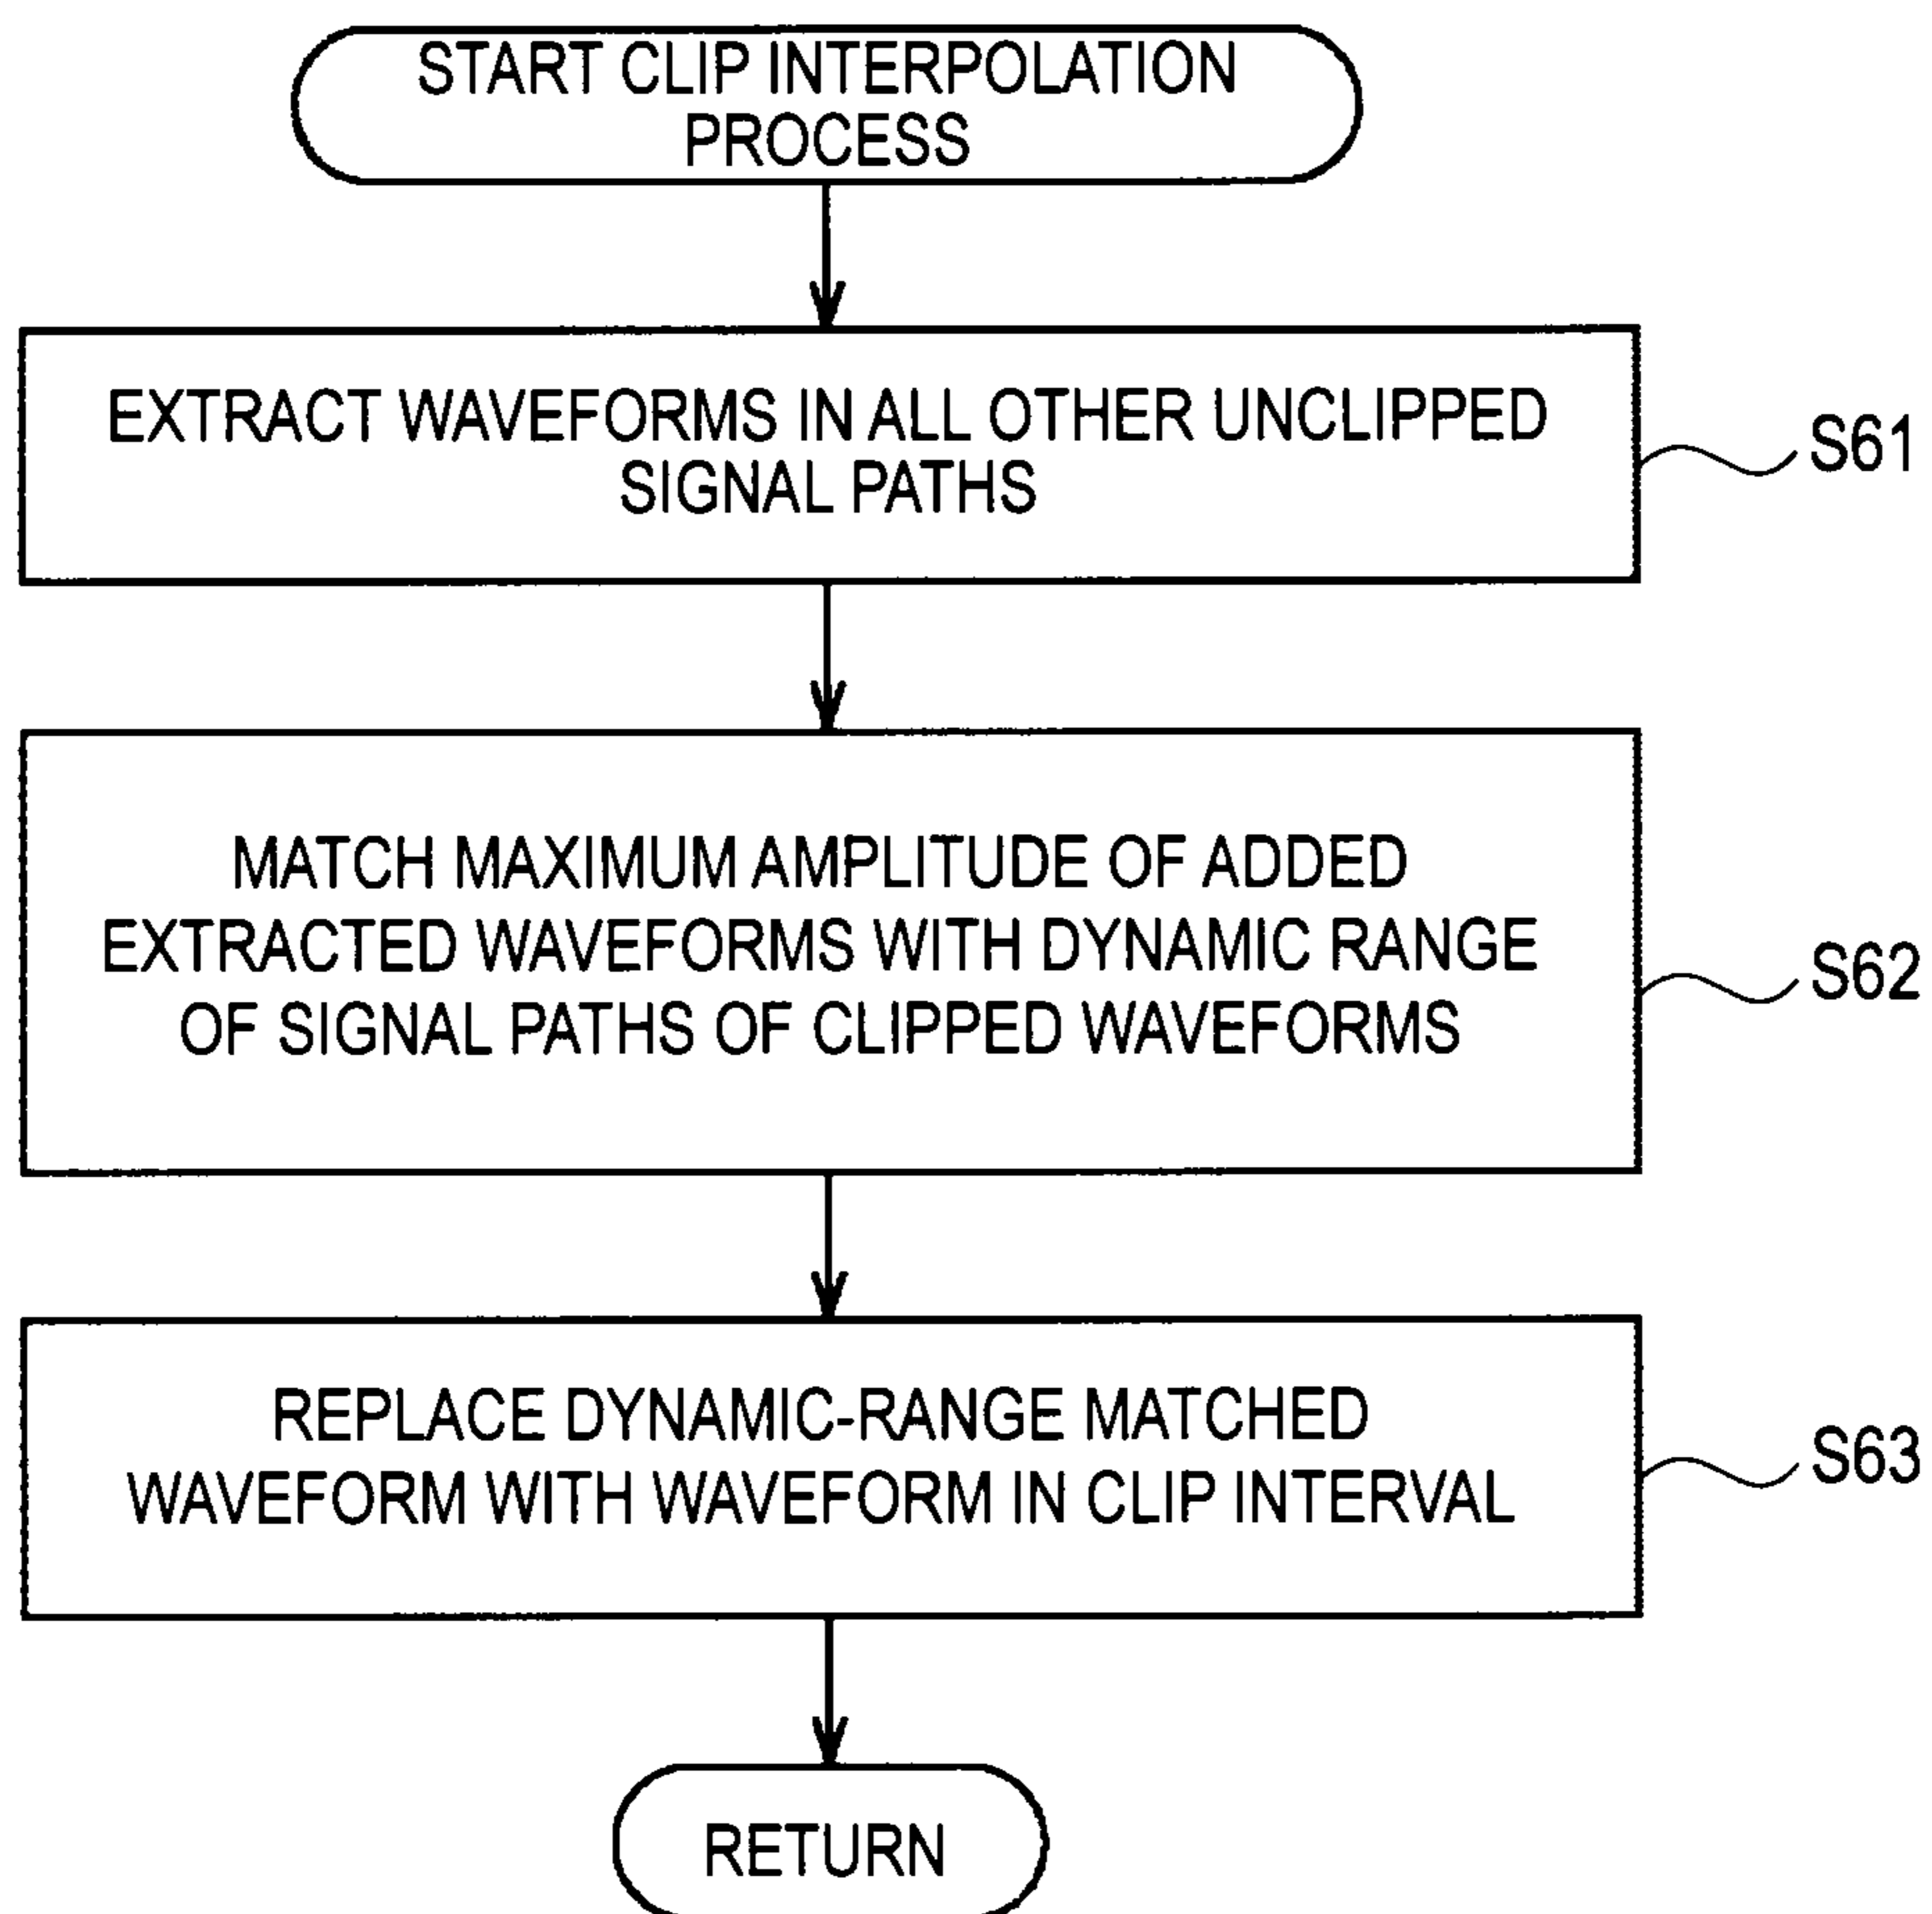 START CLIP INTERPOLATION
PROCESS
EXTRACT WAVEFORMS IN ALL OTHER UNCLIPPED
SIGNAL PATHS
S61
MATCH MAXIMUM AMPLITUDE OF ADDED
EXTRACTED WAVEFORMS WITH DYNAMIC RANGE
OF SIGNAL PATHS OF CLIPPED WAVEFORMS
S62
REPLACE DYNAMIC-RANGE MATCHED
WAVEFORM WITH WAVEFORM IN CLIP INTERVAL
S63
RETURN